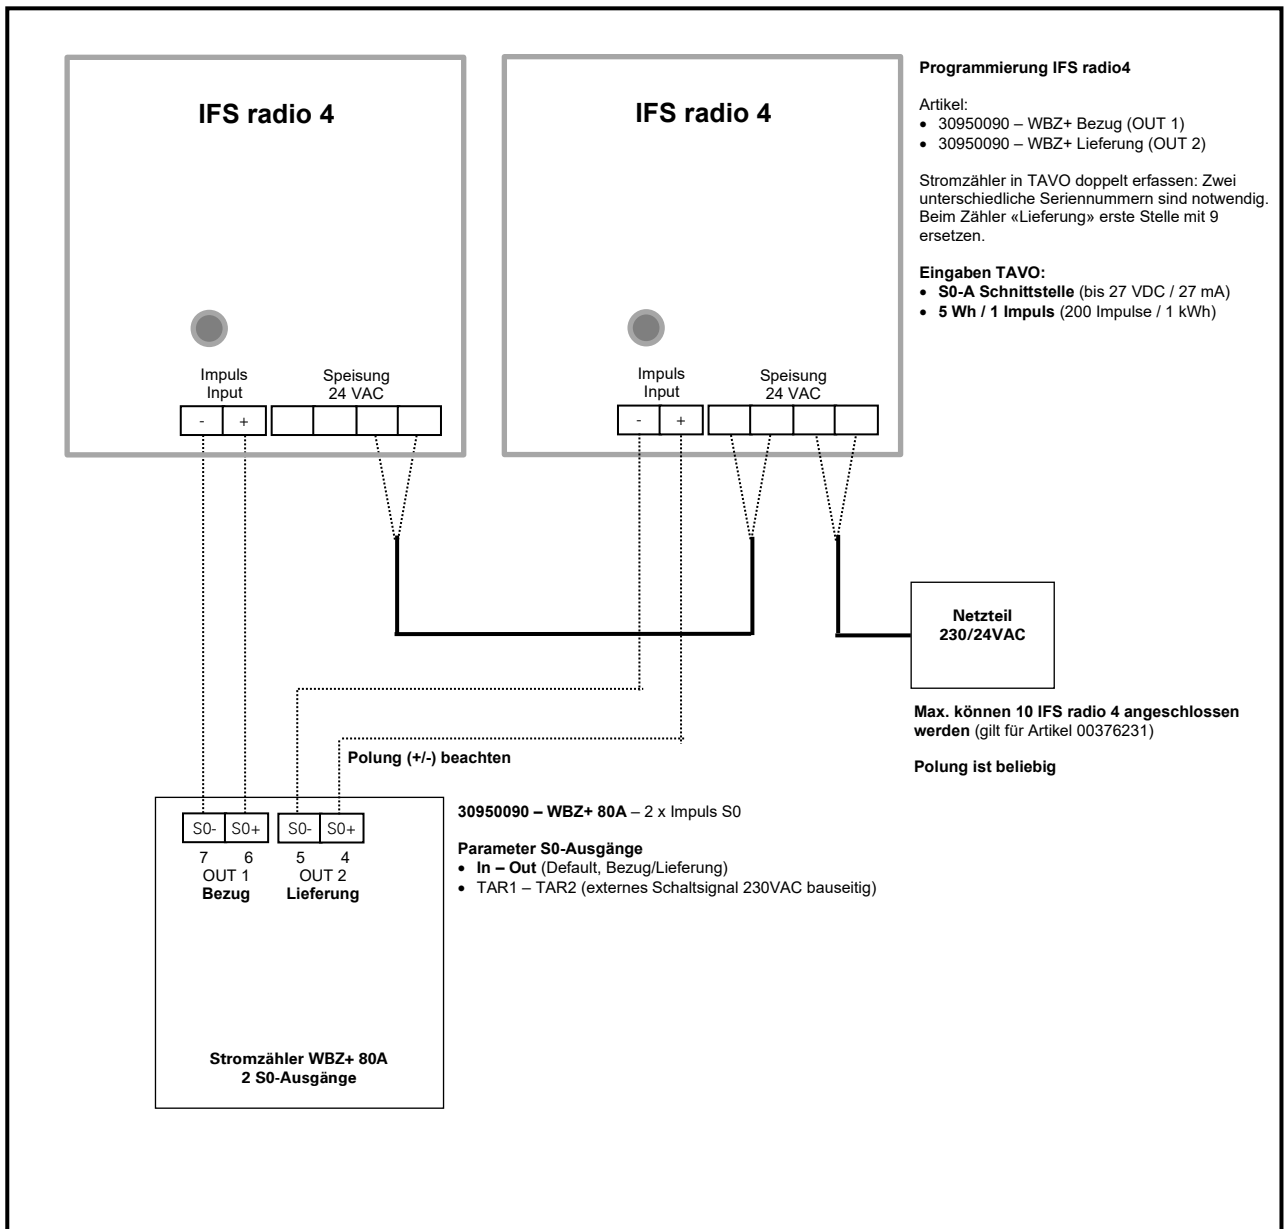 IFS radio 4
Impuls
Input
Speisung
24 VAC
- +
IFS radio 4
Impuls
Input
Speisung
24 VAC
- +
Programmierung IFS radio4
Artikel:
• 30950090 – WBZ+ Bezug (OUT 1)
• 30950090 – WBZ+ Lieferung (OUT 2)
Stromzähler in TAVO doppelt erfassen: Zwei
unterschiedliche Seriennummern sind notwendig.
Beim Zähler «Lieferung» erste Stelle mit 9
ersetzen.
Eingaben TAVO:
• S0-A Schnittstelle (bis 27 VDC / 27 mA)
• 5 Wh / 1 Impuls (200 Impulse / 1 kWh)
Netzteil
230/24VAC
Max. können 10 IFS radio 4 angeschlossen
werden (gilt für Artikel 00376231)
Polung ist beliebig
Polung (+/-) beachten
S0- S0+ S0- S0+
7 6 5 4
OUT 1 OUT 2
Bezug Lieferung
30950090 – WBZ+ 80A – 2 x Impuls S0
Parameter S0-Ausgänge
• In – Out (Default, Bezug/Lieferung)
• TAR1 – TAR2 (externes Schaltsignal 230VAC bauseitig)
Stromzähler WBZ+ 80A
2 S0-Ausgänge